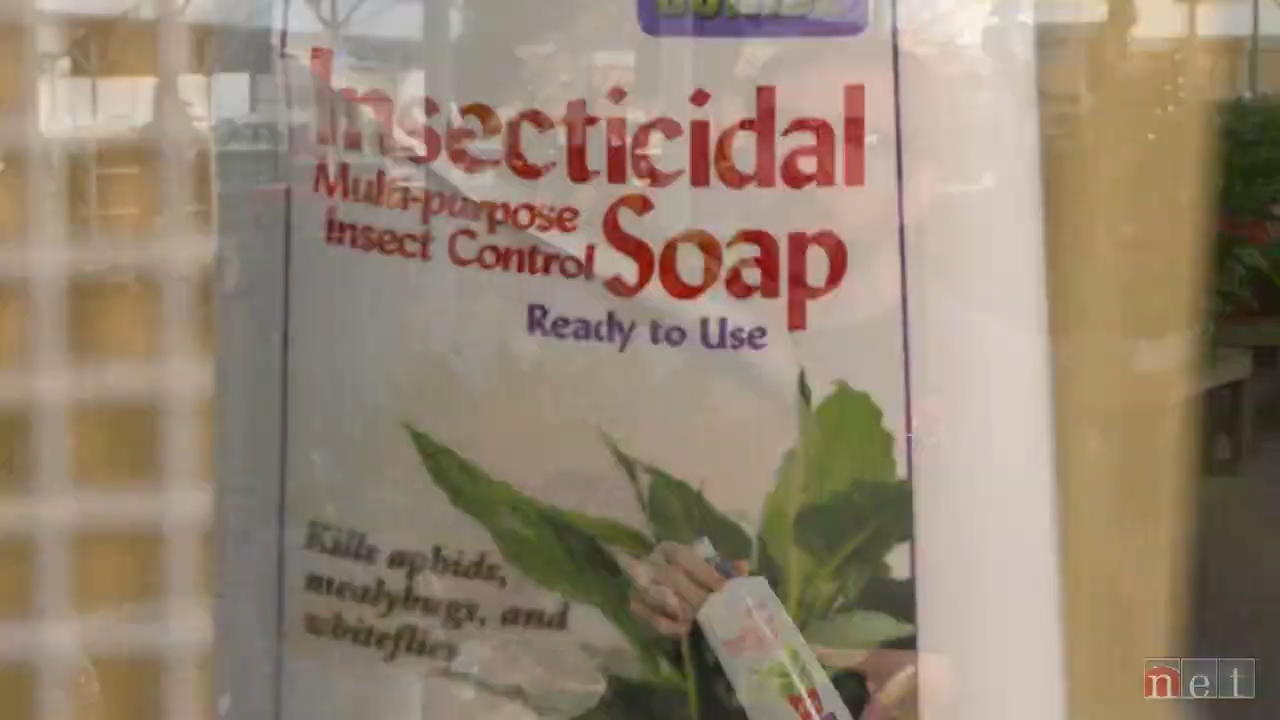 Insecticidal
Multi-purpose
Insect Control
Soap
Ready to Use
Kills aphids,
mealybugs, and
whiteflies
net